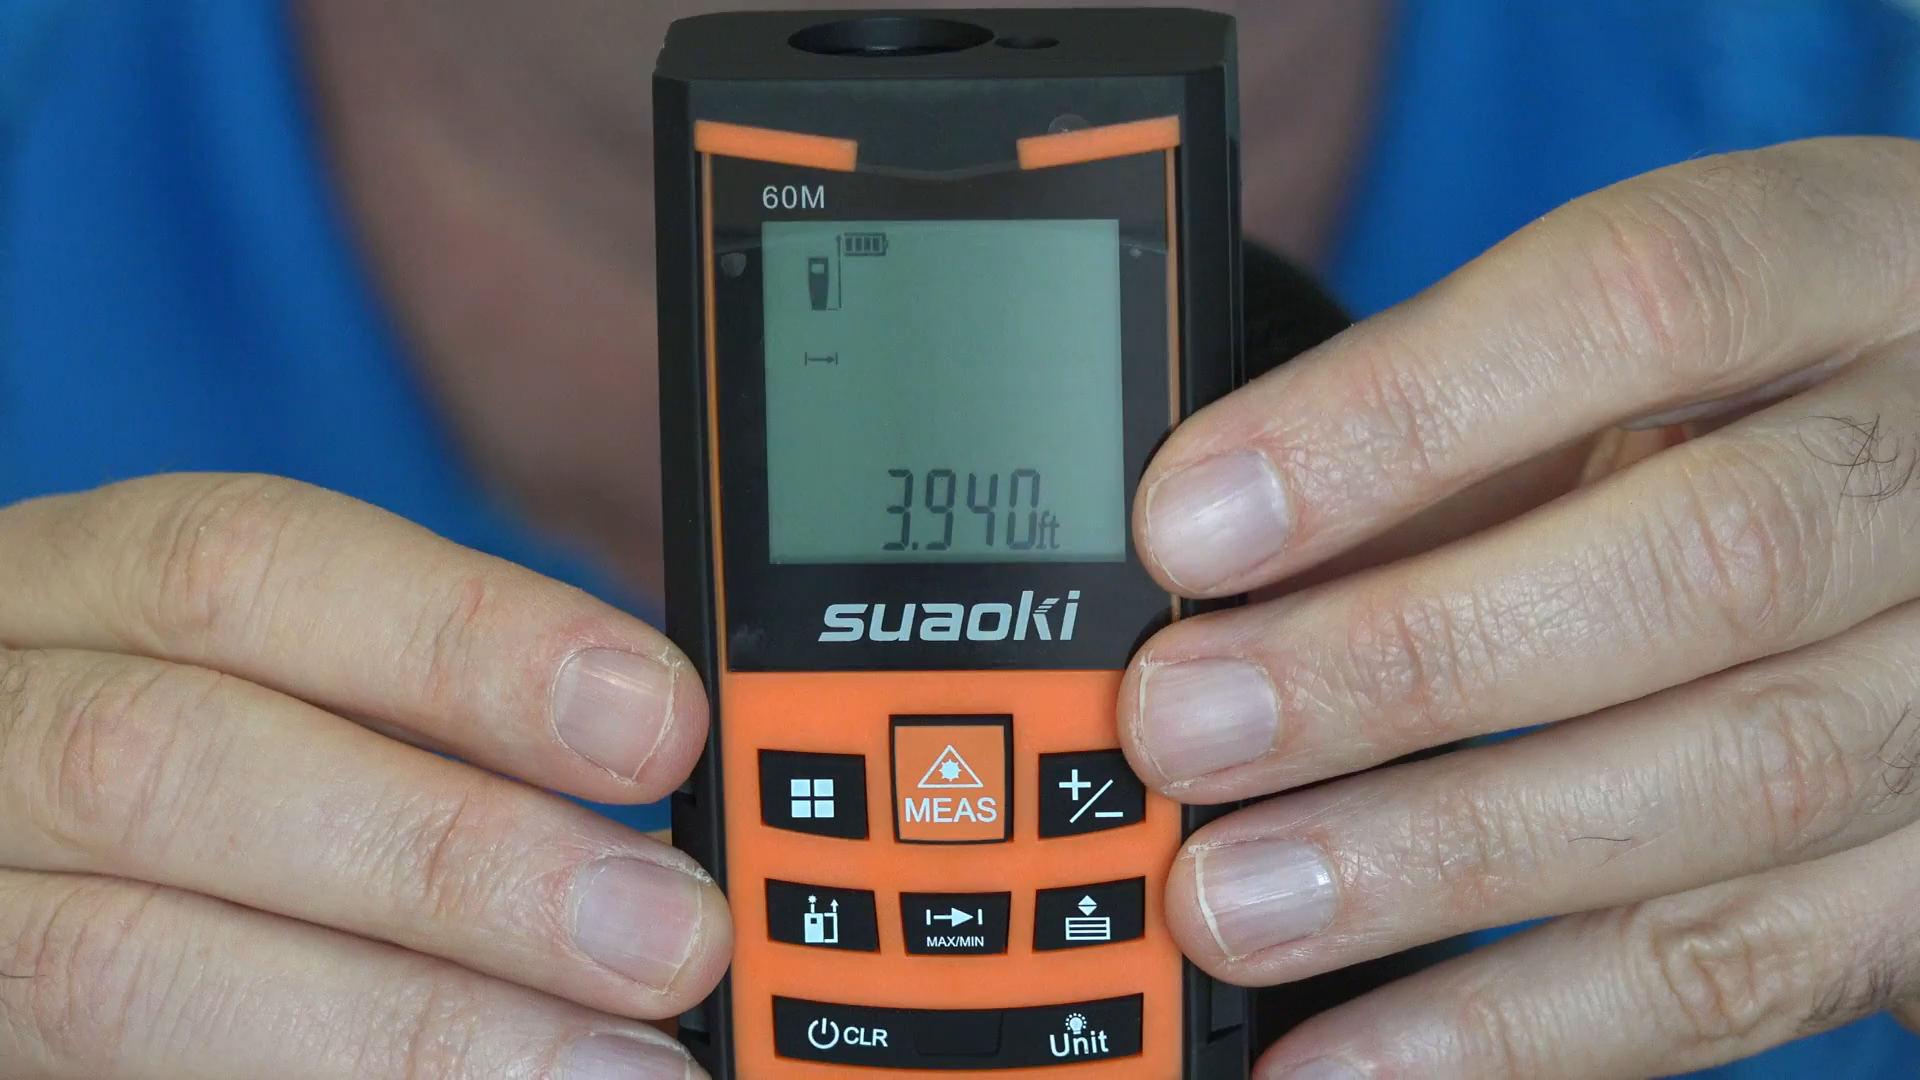 60M
3.940ft
suaoki
MEAS
MAX/MIN
CLR
Unit